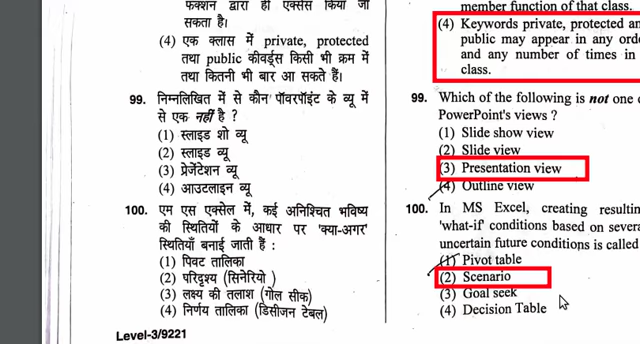 फंक्शन द्वारा ही एक्सेस किया जा
सकता है।
(4) एक क्लास में private, protected
तथा public कीवर्ड्स किसी भी क्रम में
तथा कितनी भी बार आ सकते हैं।
99. निम्नलिखित में से कौन पॉवरपॉइंट के व्यू में
से एक नहीं है ?
(1) स्लाइड शो व्यू
(2) स्लाइड व्यू
(3) प्रेजेंटेशन व्यू
(4) आउटलाइन व्यू
100. एम एस एक्सेल में, कई अनिश्चित भविष्य
की स्थितियों के आधार पर 'क्या-अगर'
स्थितियाँ बनाई जाती हैं :
(1) पिवट तालिका
(2) परिदृश्य (सिनेरियो)
(3) लक्ष्य की तलाश (गोल सीक)
(4) निर्णय तालिका (डिसीजन टेबल)
Level-3/9221
member function of that class.
(4) Keywords private, protected an
public may appear in any orde
and any number of times in
class.
99. Which of the following is not one o
PowerPoint's views ?
(1) Slide show view
(2) Slide view
(3) Presentation view
(4) Outline view
100. In MS Excel, creating resultin
'what-if' conditions based on severa
uncertain future conditions is called
(1) Pivot table
(2) Scenario
(3) Goal seek
(4) Decision Table